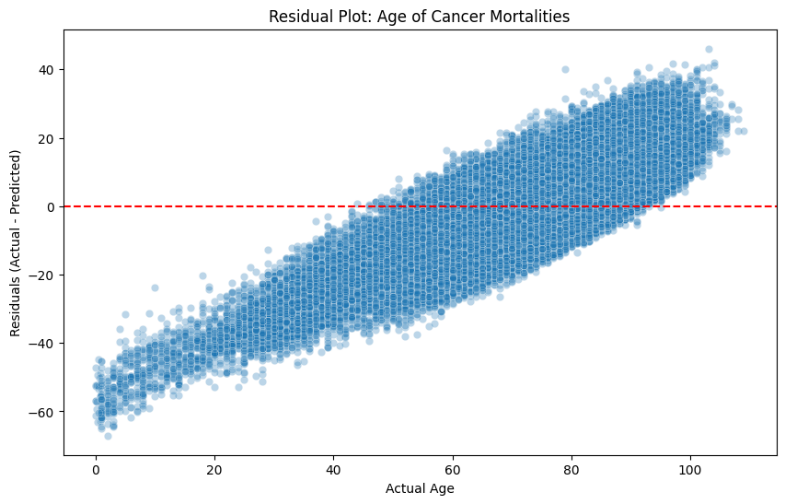 Residual Plot: Age of Cancer Mortalities
Residuals (Actual - Predicted)
40
20
0
−20
−40
−60
0 20 40 60 80 100
Actual Age